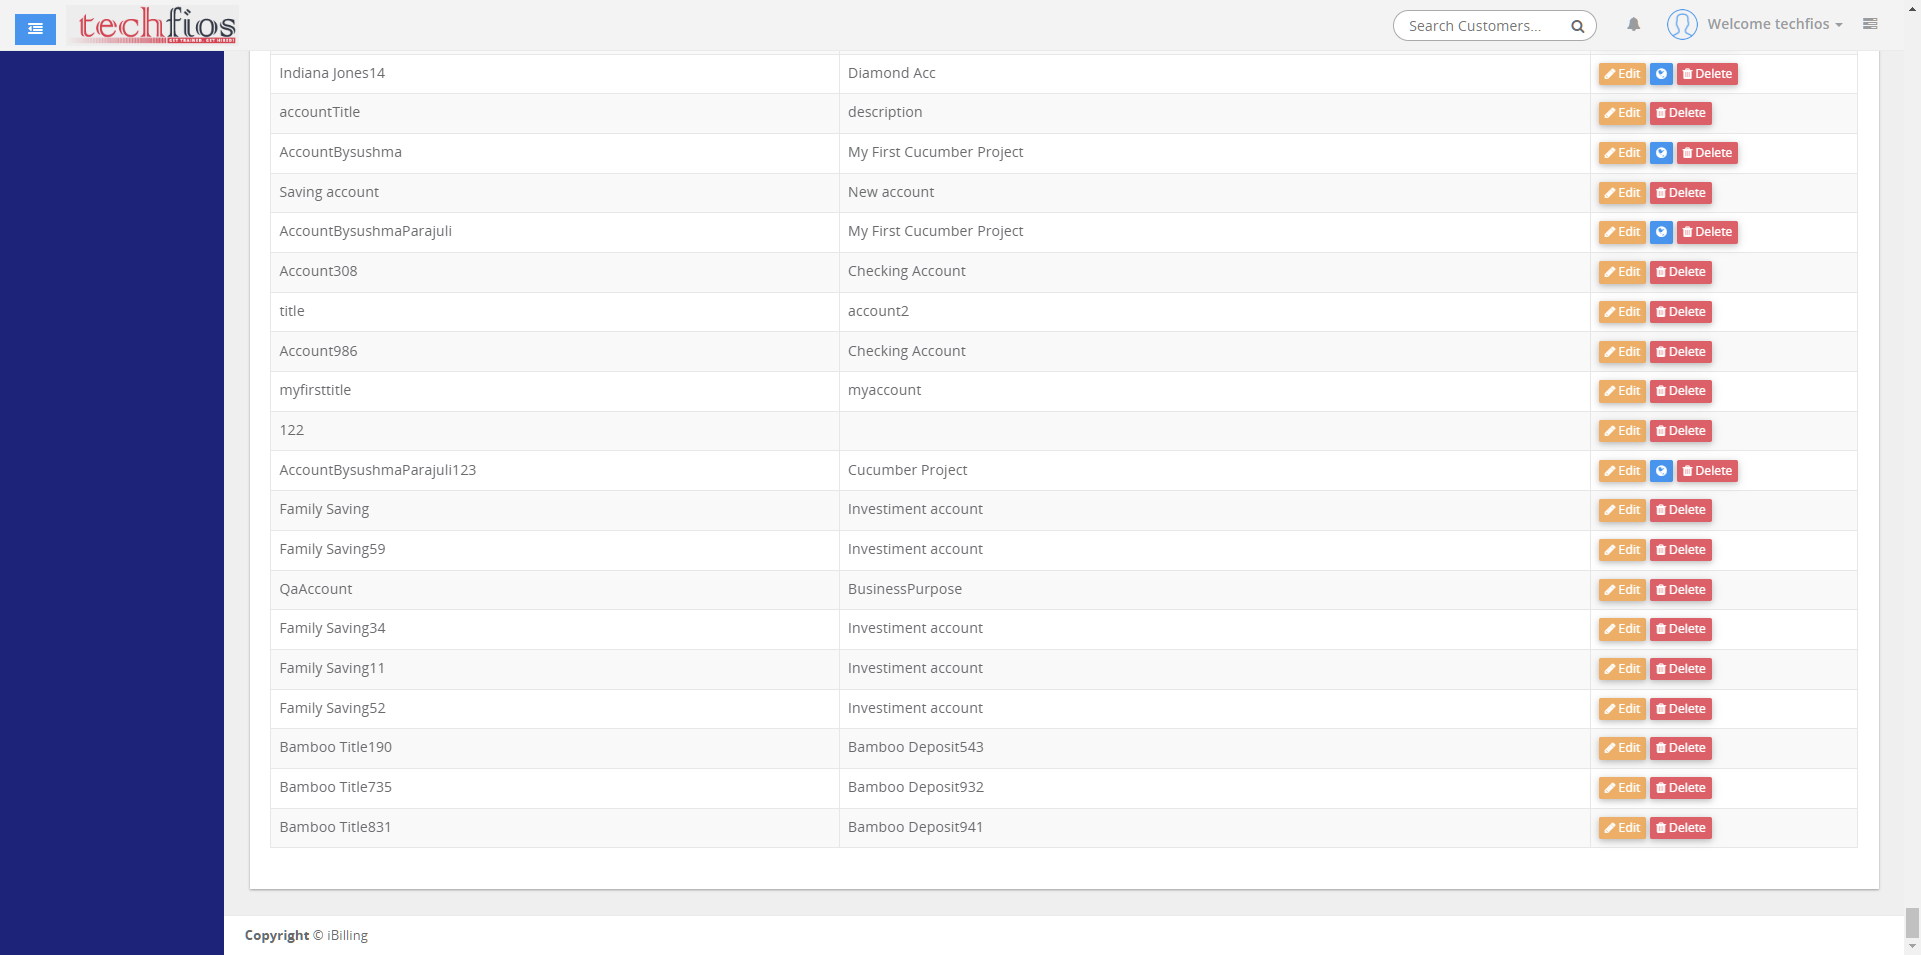 techfios
GET TRAINED. GET HIRED!
Search Customers...
Welcome techfios
Indiana Jones14 Diamond Acc Edit Delete
accountTitle description Edit Delete
AccountBysushma My First Cucumber Project Edit Delete
Saving account New account Edit Delete
AccountBysushmaParajuli My First Cucumber Project Edit Delete
Account308 Checking Account Edit Delete
title account2 Edit Delete
Account986 Checking Account Edit Delete
myfirsttitle myaccount Edit Delete
122 Edit Delete
AccountBysushmaParajuli123 Cucumber Project Edit Delete
Family Saving Investiment account Edit Delete
Family Saving59 Investiment account Edit Delete
QaAccount BusinessPurpose Edit Delete
Family Saving34 Investiment account Edit Delete
Family Saving11 Investiment account Edit Delete
Family Saving52 Investiment account Edit Delete
Bamboo Title190 Bamboo Deposit543 Edit Delete
Bamboo Title735 Bamboo Deposit932 Edit Delete
Bamboo Title831 Bamboo Deposit941 Edit Delete
Copyright © iBilling